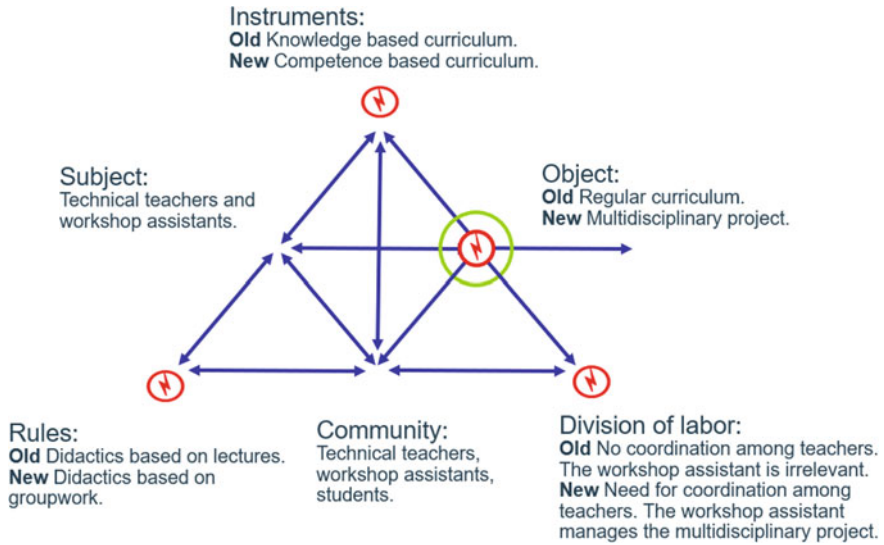 Instruments:
Old Knowledge based curriculum.
New Competence based curriculum.
Subject:
Technical teachers and
workshop assistants.
Object:
Old Regular curriculum.
New Multidisciplinary project.
Rules:
Old Didactics based on lectures.
New Didactics based on
groupwork.
Community:
Technical teachers,
workshop assistants,
students.
Division of labor:
Old No coordination among teachers.
The workshop assistant is irrelevant.
New Need for coordination among
teachers. The workshop assistant
manages the multidisciplinary project.